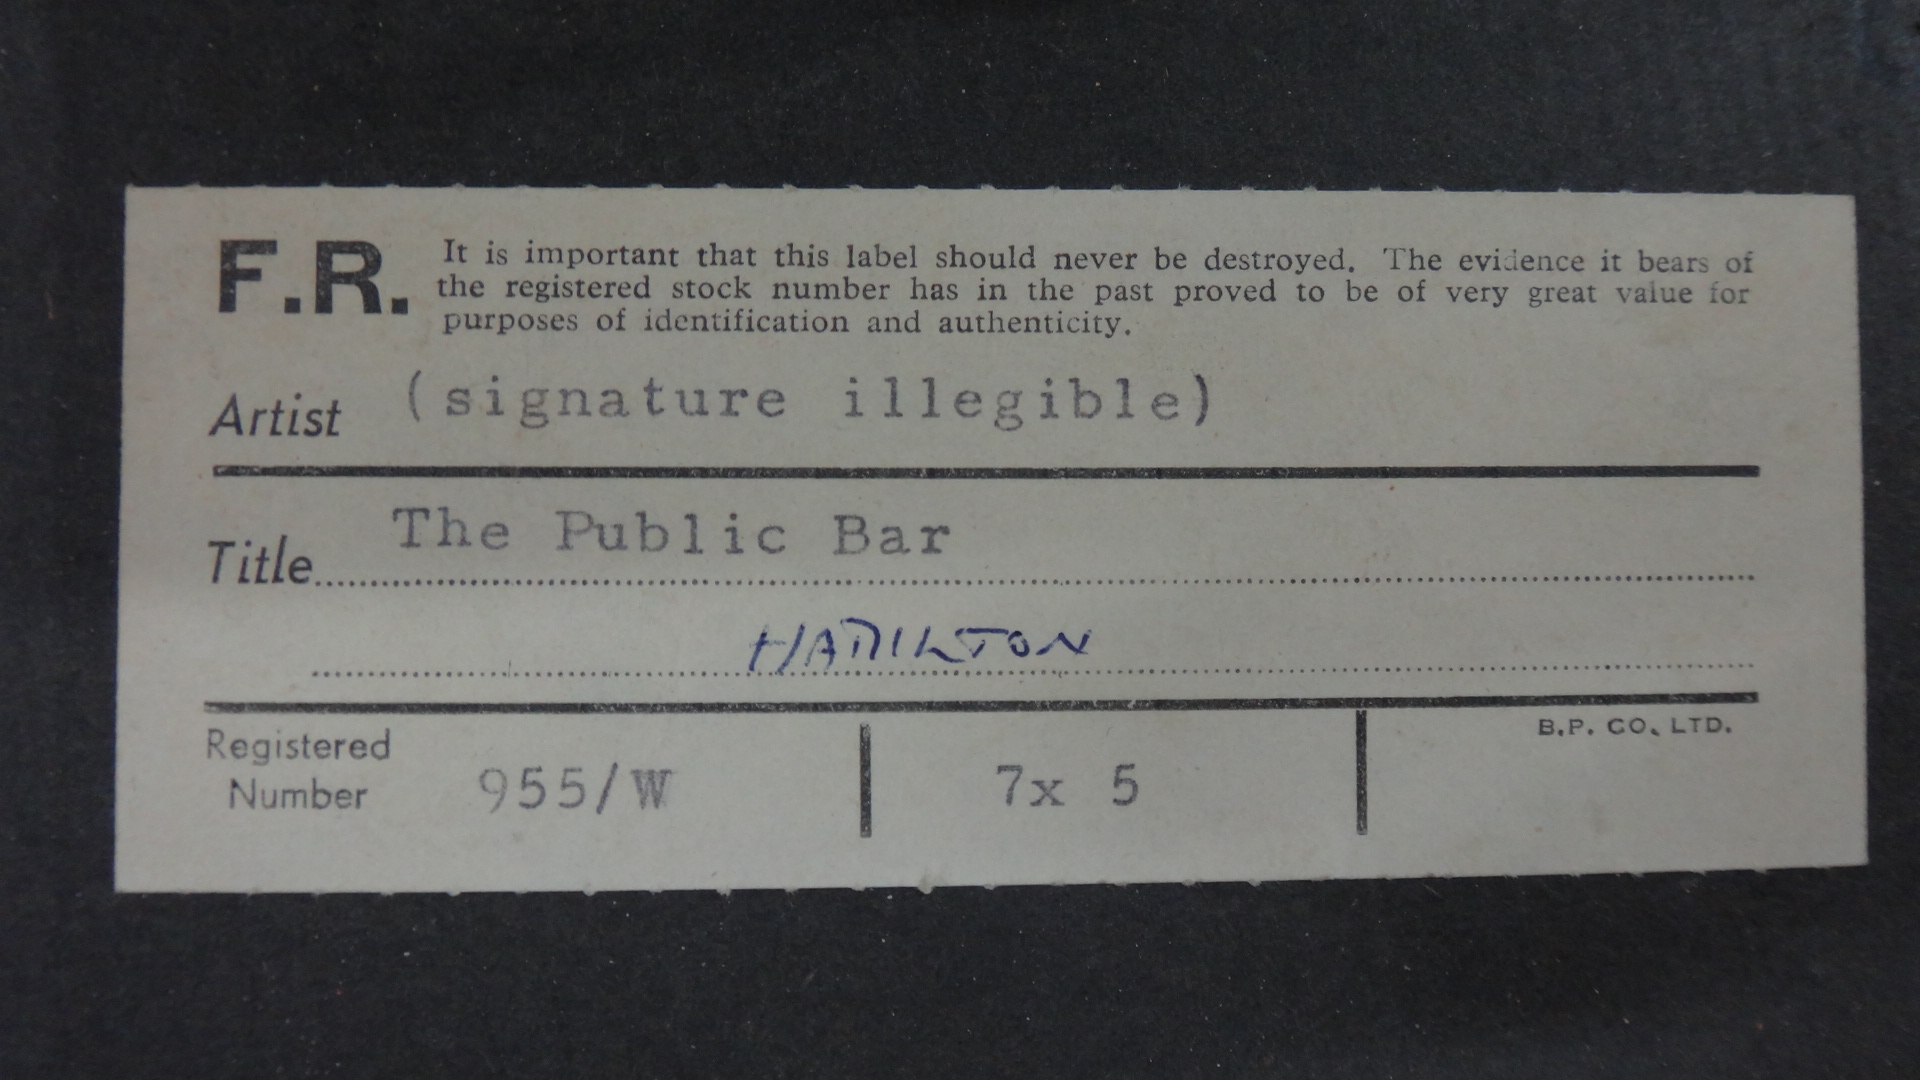 F.R. It is important that this label should never be destroyed. The evidence it bears of
the registered stock number has in the past proved to be of very great value for
purposes of identification and authenticity.
Artist (signature illegible)
Title The Public Bar
HAMILTON
B.P. CO. LTD.
Registered
Number 955/W 7x 5